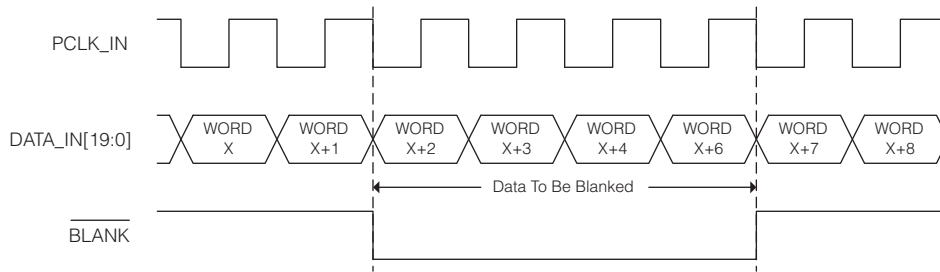 PCLK_IN
DATA_IN[19:0]
WORD X
WORD X+1
WORD X+2
WORD X+3
WORD X+4
WORD X+6
WORD X+7
WORD X+8
Data To Be Blanked
BLANK